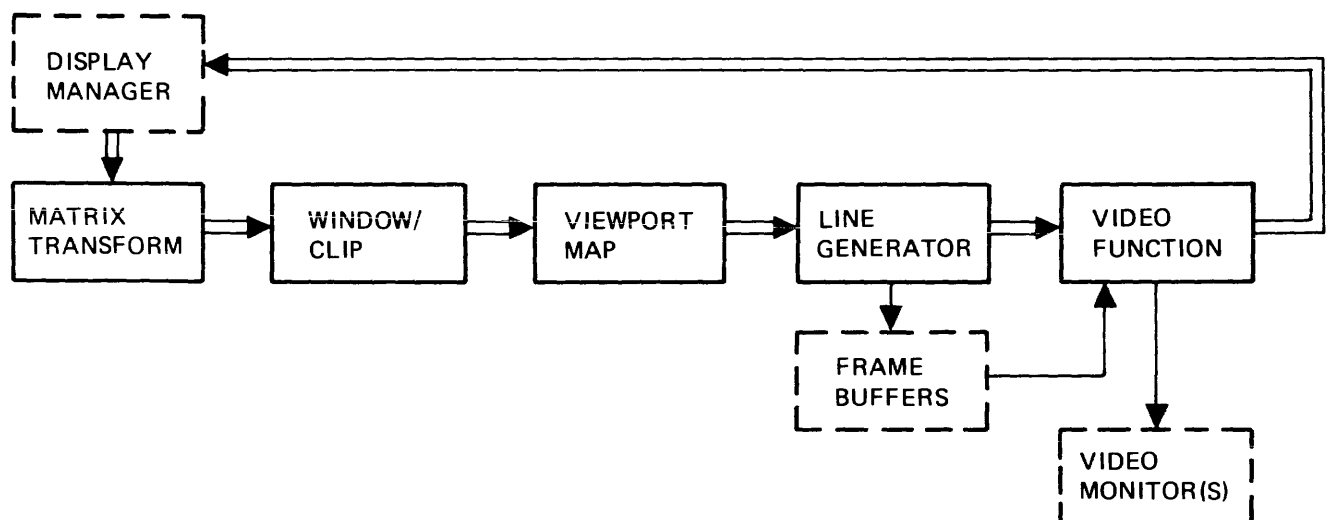 DISPLAY
MANAGER
MATRIX
TRANSFORM
WINDOW/
CLIP
VIEWPORT
MAP
LINE
GENERATOR
VIDEO
FUNCTION
FRAME
BUFFERS
VIDEO
MONITOR(S)